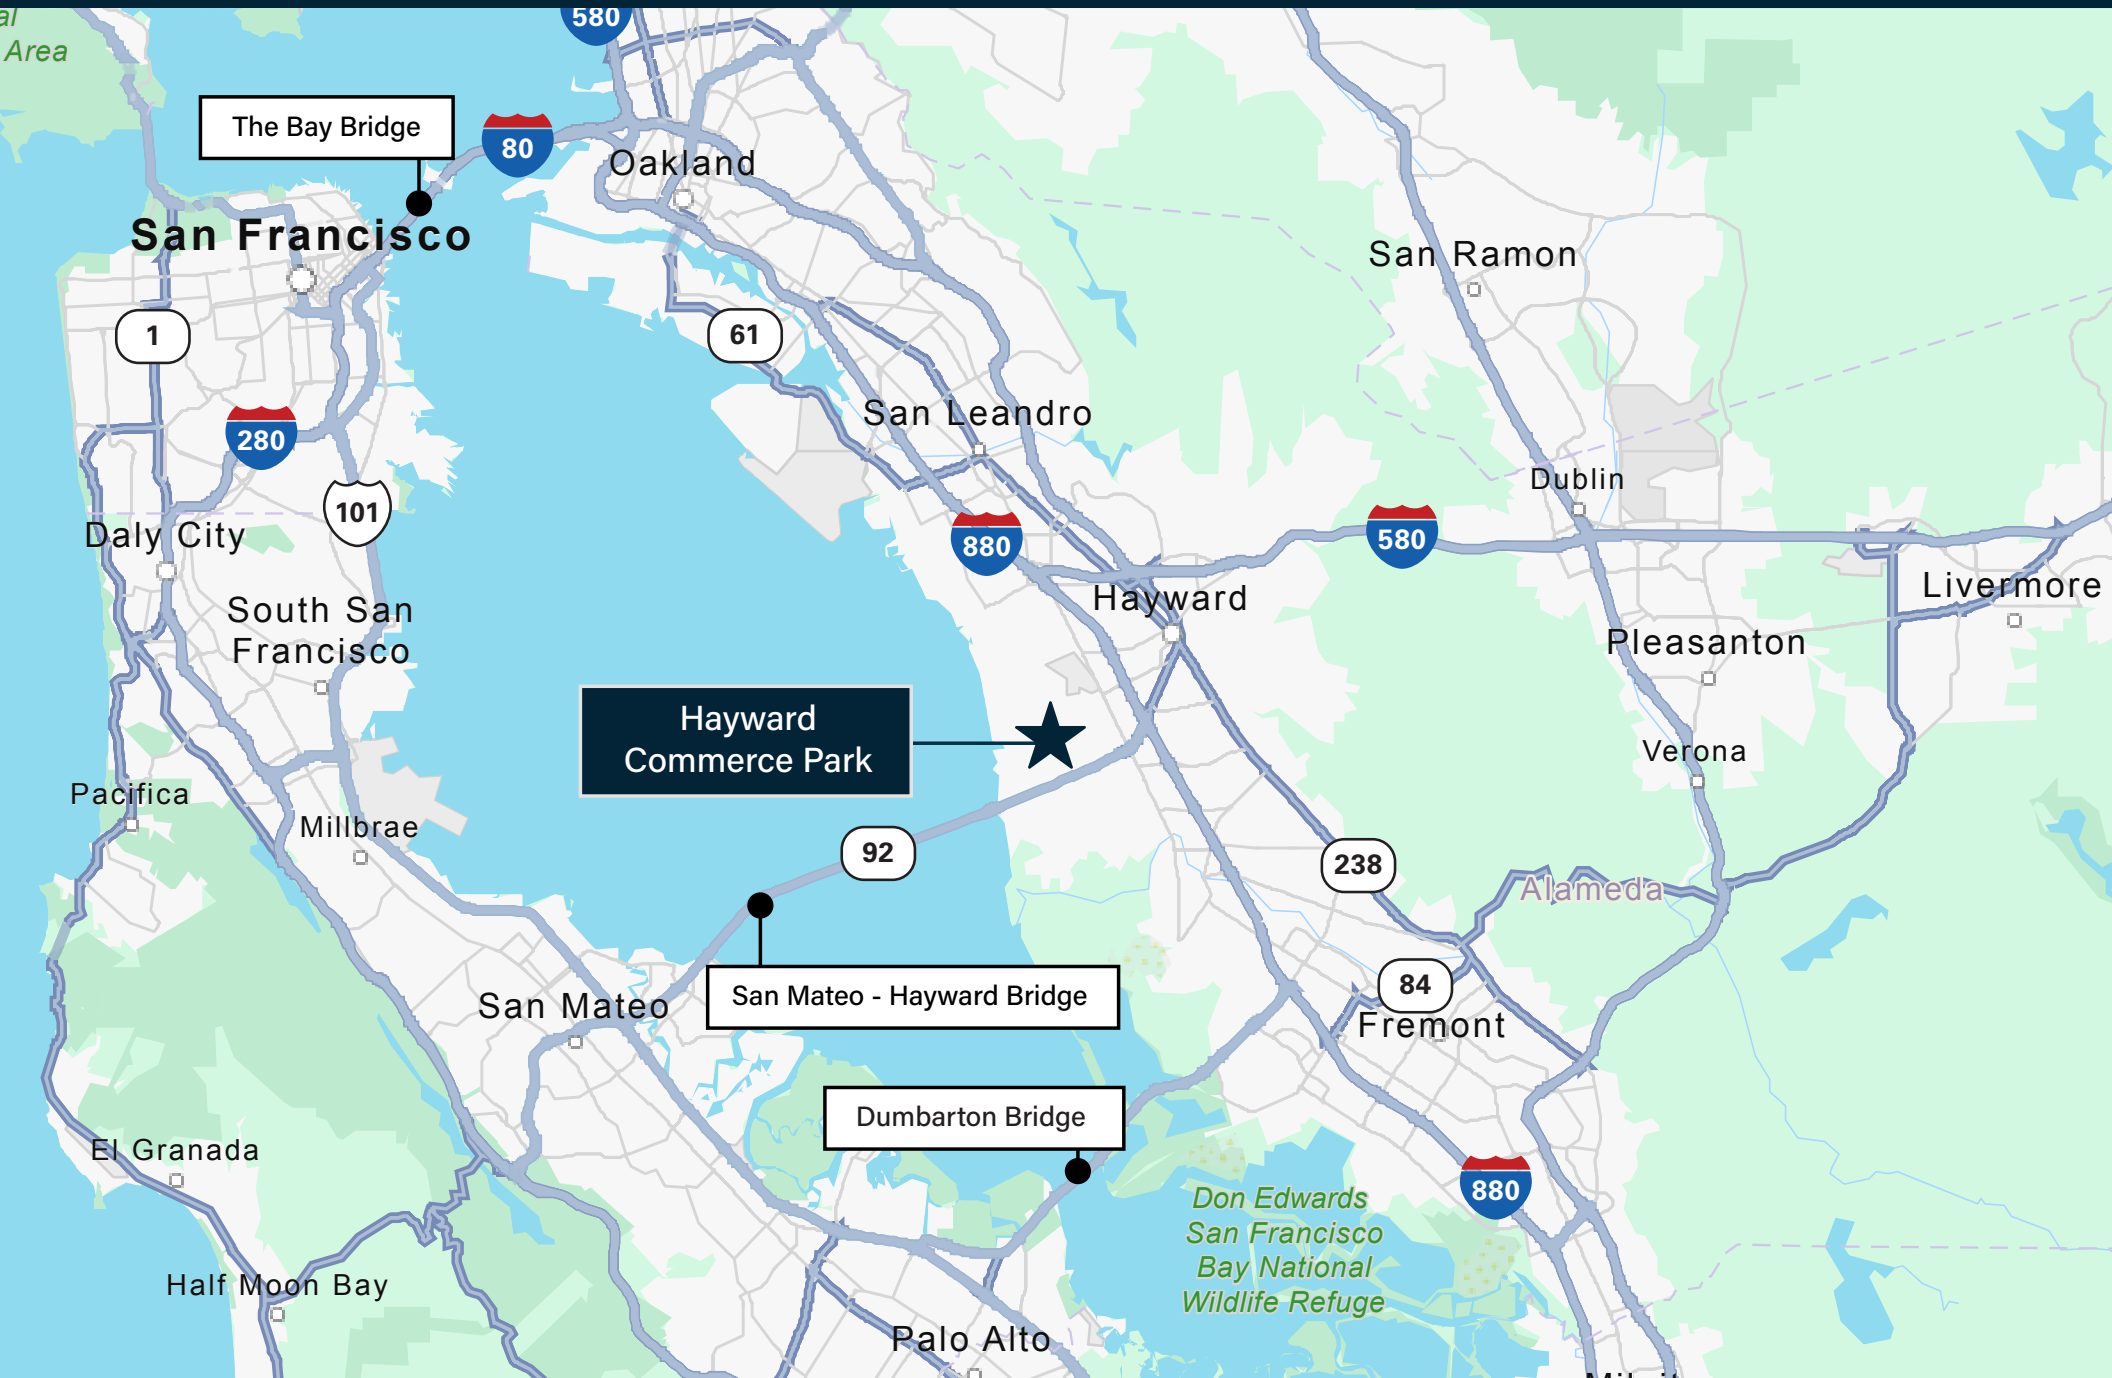 580
al
Area
The Bay Bridge
80
Oakland
San Francisco
San Ramon
1
61
San Leandro
280
Dublin
101
Daly City
880
580
Hayward
Livermore
South San
Francisco
Pleasanton
Hayward
Commerce Park
Verona
Pacifica
Millbrae
92
238
Alameda
84
San Mateo
San Mateo - Hayward Bridge
Fremont
Dumbarton Bridge
El Granada
880
Don Edwards
San Francisco
Bay National
Wildlife Refuge
Half Moon Bay
Palo Alto